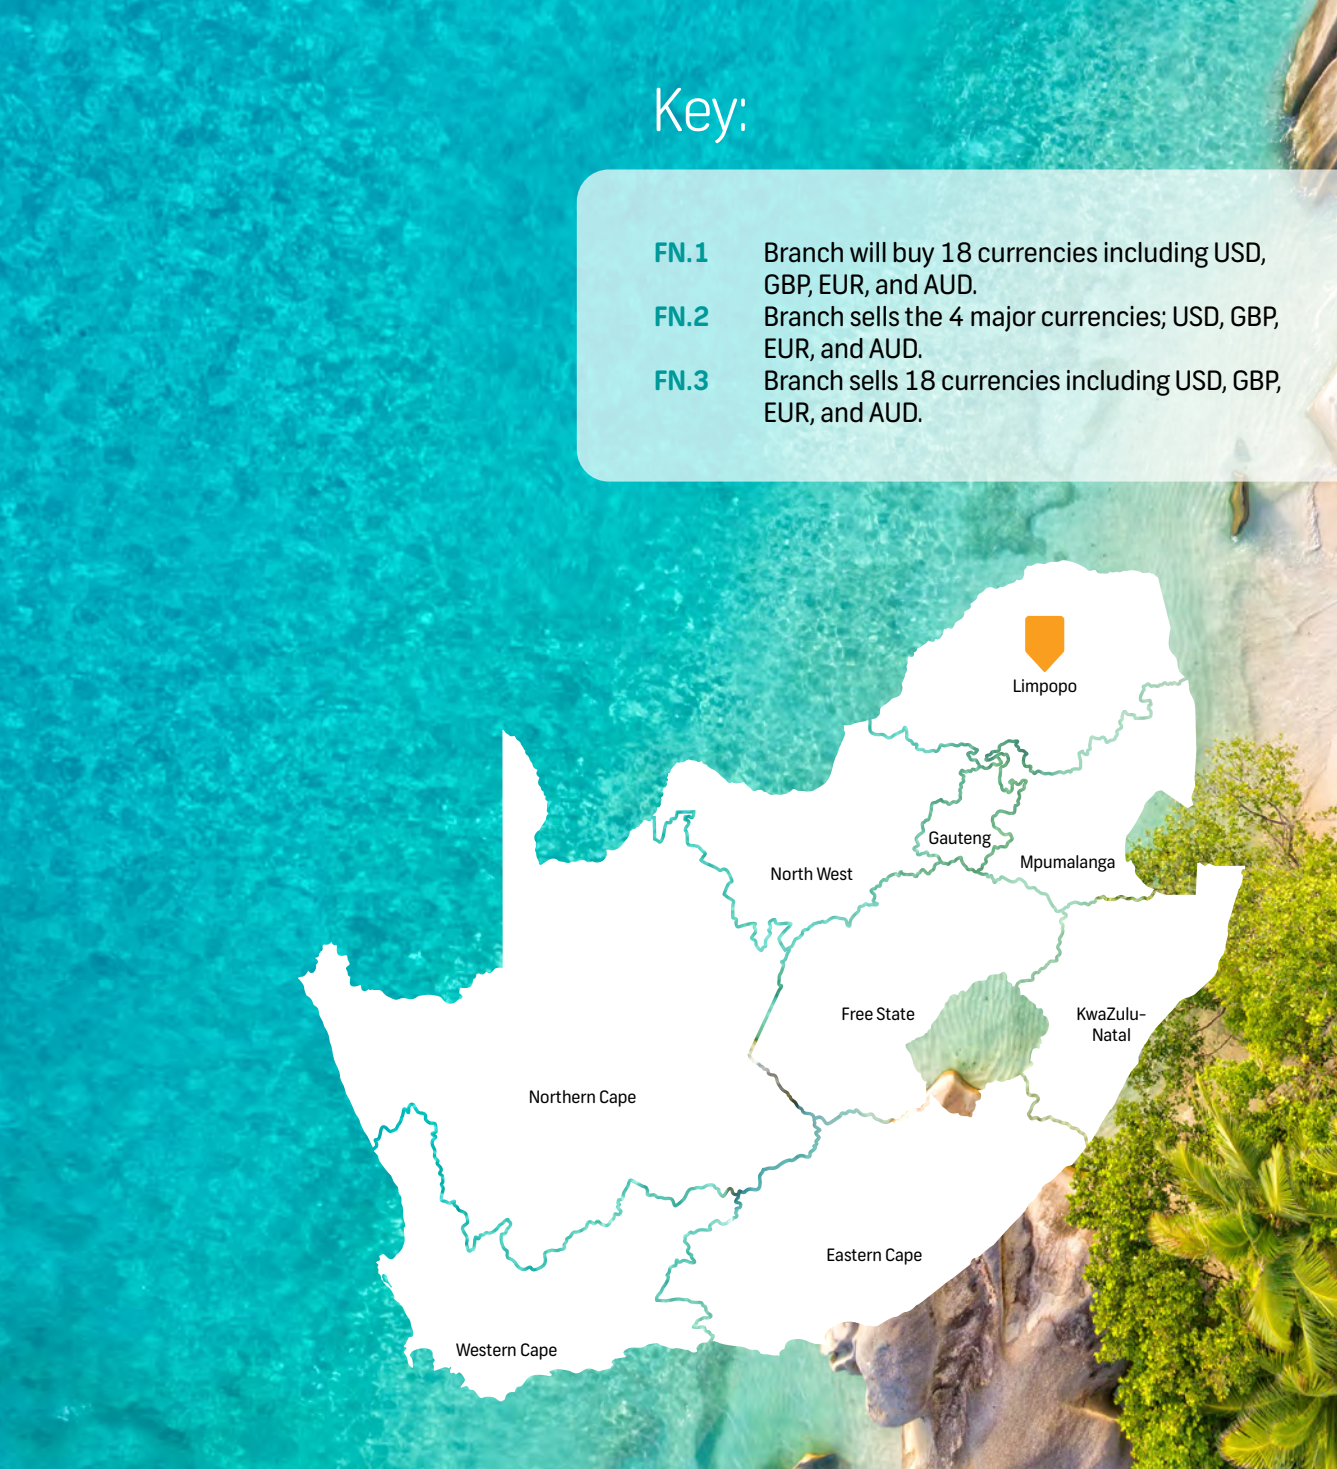 Key:
FN.1 Branch will buy 18 currencies including USD,
GBP, EUR, and AUD.
FN.2 Branch sells the 4 major currencies; USD, GBP,
EUR, and AUD.
FN.3 Branch sells 18 currencies including USD, GBP,
EUR, and AUD.
Limpopo
Gauteng
Mpumalanga
North West
Free State
KwaZulu-
Natal
Northern Cape
Eastern Cape
Western Cape